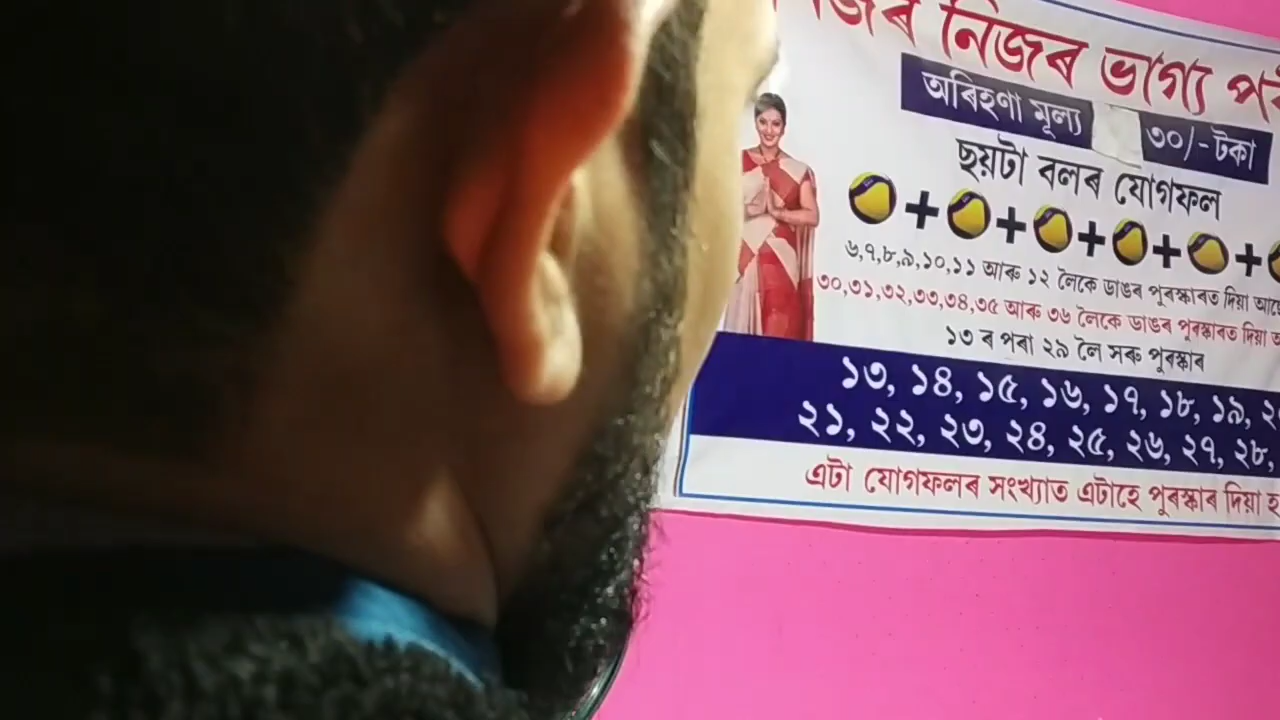 নিজৰ ভাগ্য
অৰিহণা মূল্য ৩০/- টকা
ছয়টা বলৰ যোগফল
৬,৭,৮,৯,১০,১১ আৰু ১২ লৈকে ডাঙৰ পুৰস্কাৰত দিয়া
৩০,৩১,৩২,৩৩,৩৪,৩৫ আৰু ৩৬ লৈকে ডাঙৰ পুৰস্কাৰত দিয়া
১৩ ৰ পৰা ২৯ লৈ সৰু পুৰস্কাৰ
১৩, ১৪, ১৫, ১৬, ১৭, ১৮, ১৯,
২১, ২২, ২৩, ২৪, ২৫, ২৬, ২৭, ২৮,
এটা যোগফলৰ সংখ্যাত এটাহে পুৰস্কাৰ দিয়া